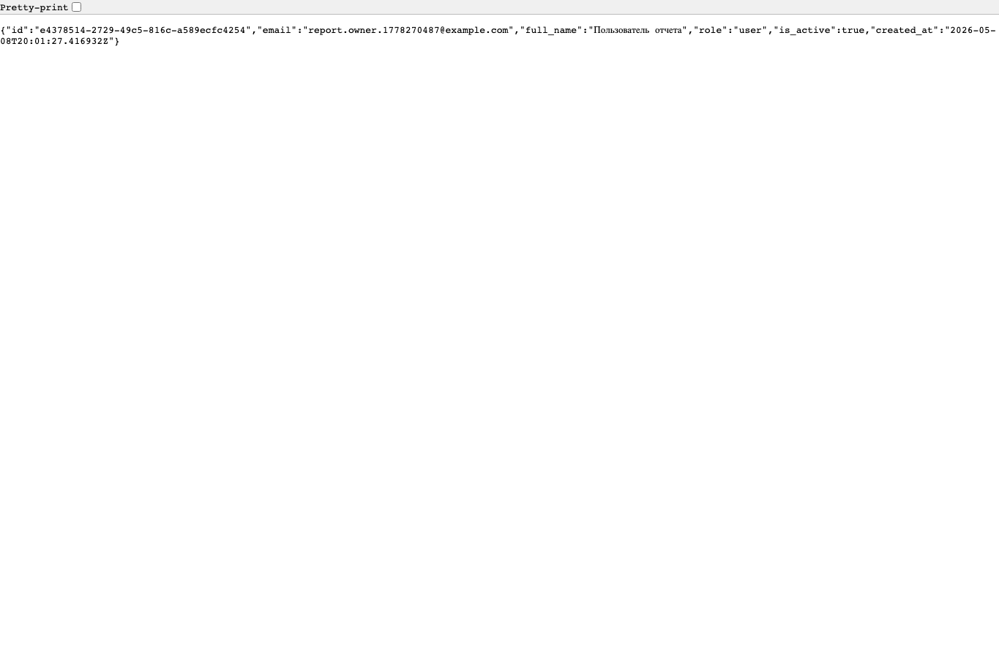 Pretty-print
{"id":"e4378514-2729-49c5-816c-a589ecfc4254","email":"report.owner.1778270487@example.com","full_name":"Пользователь отчета","role":"user","is_active":true,"created_at":"2026-05-
08T20:01:27.416932Z"}